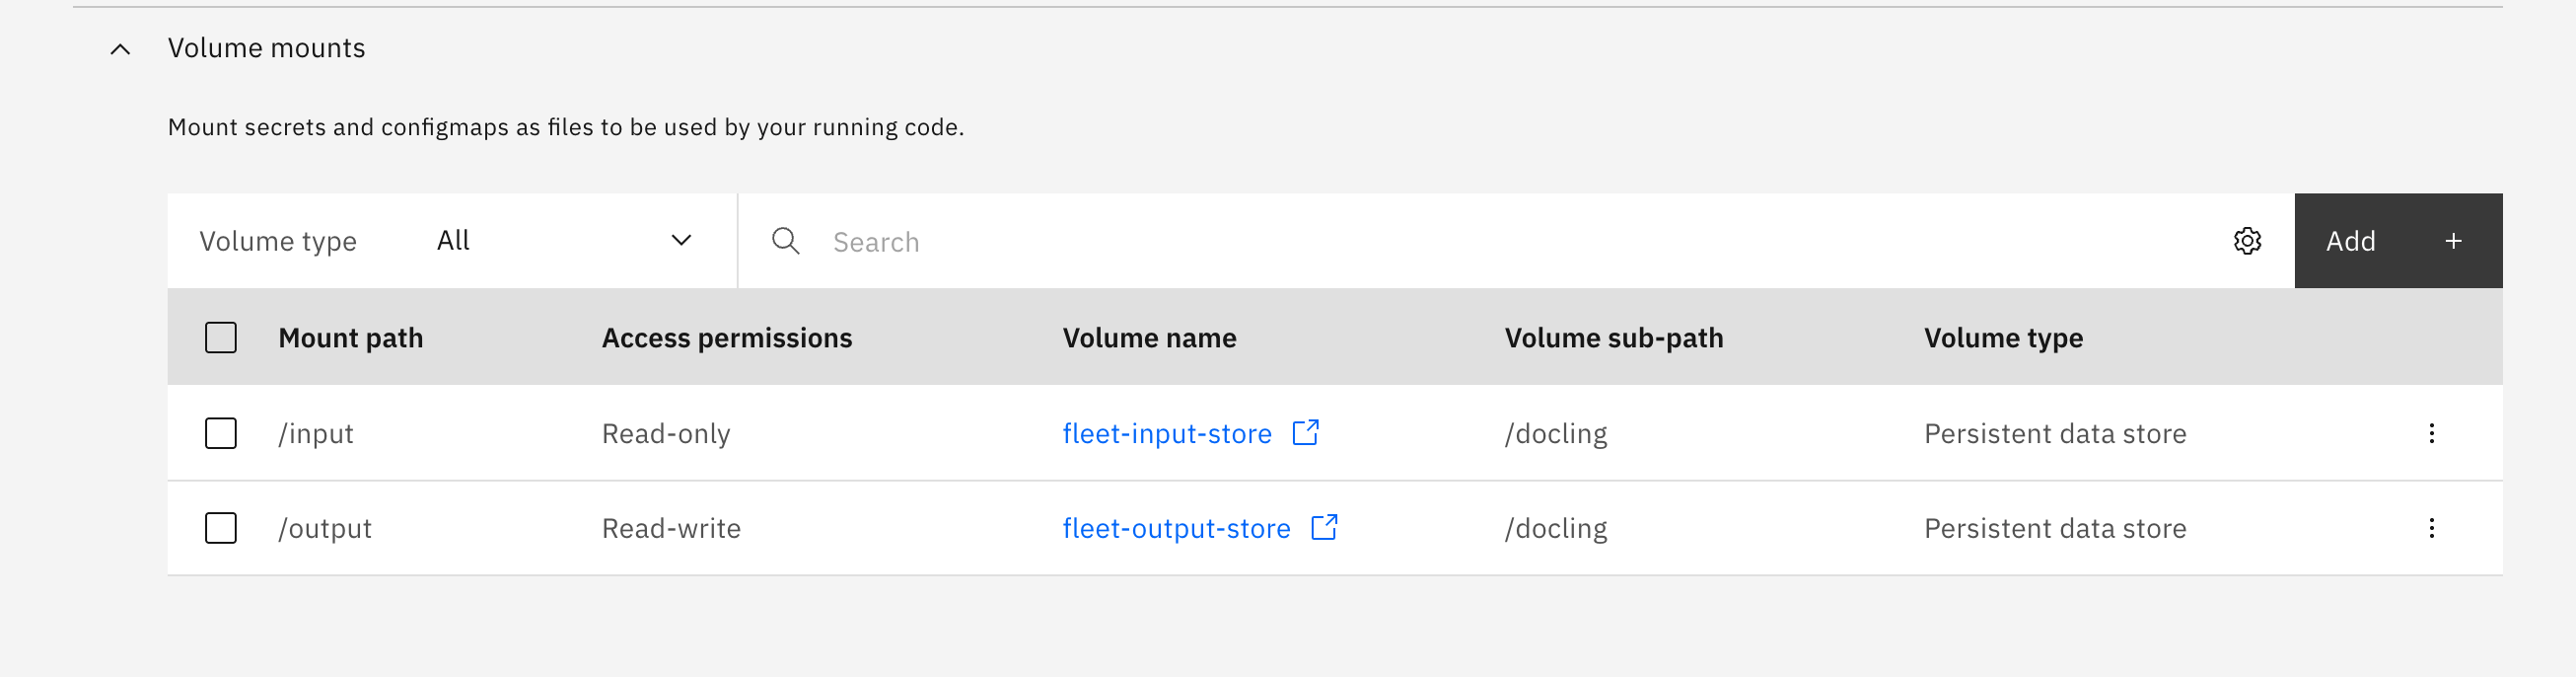 Volume mounts
Mount secrets and configmaps as files to be used by your running code.
Volume type All Search Add +
Mount path Access permissions Volume name Volume sub-path Volume type
/input Read-only fleet-input-store /docling Persistent data store
/output Read-write fleet-output-store /docling Persistent data store